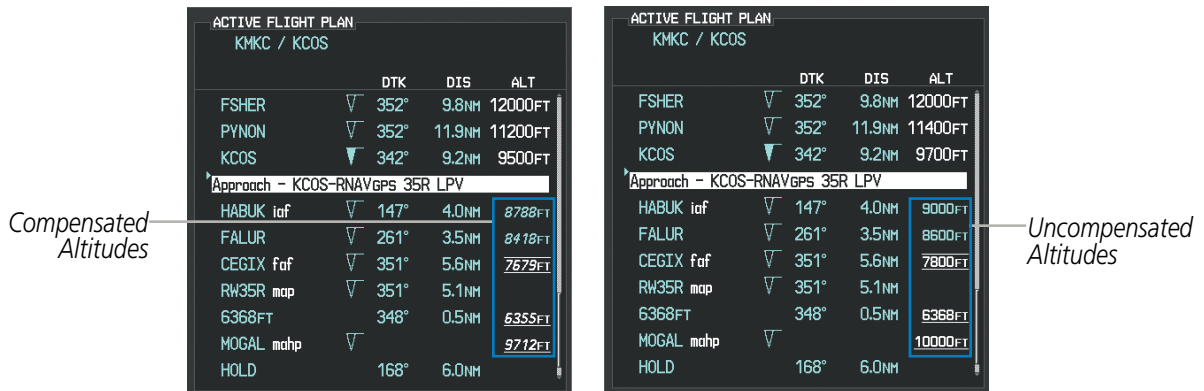 ACTIVE FLIGHT PLAN
KMKC / KCOS
DTK DIS ALT
FSHER 352° 9.8NM 12000FT
PYNON 352° 11.9NM 11200FT
KCOS 342° 9.2NM 9500FT
Approach - KCOS-RNAVGPS 35R LPV
HABUK iaf 147° 4.0NM 8788FT
FALUR 261° 3.5NM 8418FT
CEGIX faf 351° 5.6NM 7679FT
RW35R map 351° 5.1NM
6368FT 348° 0.5NM 6355FT
MOGAL mahp 9712FT
HOLD 168° 6.0NM
Compensated
Altitudes
ACTIVE FLIGHT PLAN
KMKC / KCOS
DTK DIS ALT
FSHER 352° 9.8NM 12000FT
PYNON 352° 11.9NM 11400FT
KCOS 342° 9.2NM 9700FT
Approach - KCOS-RNAVGPS 35R LPV
HABUK iaf 147° 4.0NM 9000FT
FALUR 261° 3.5NM 8600FT
CEGIX faf 351° 5.6NM 7800FT
RW35R map 351° 5.1NM
6368FT 348° 0.5NM 6368FT
MOGAL mahp 10000FT
HOLD 168° 6.0NM
Uncompensated
Altitudes